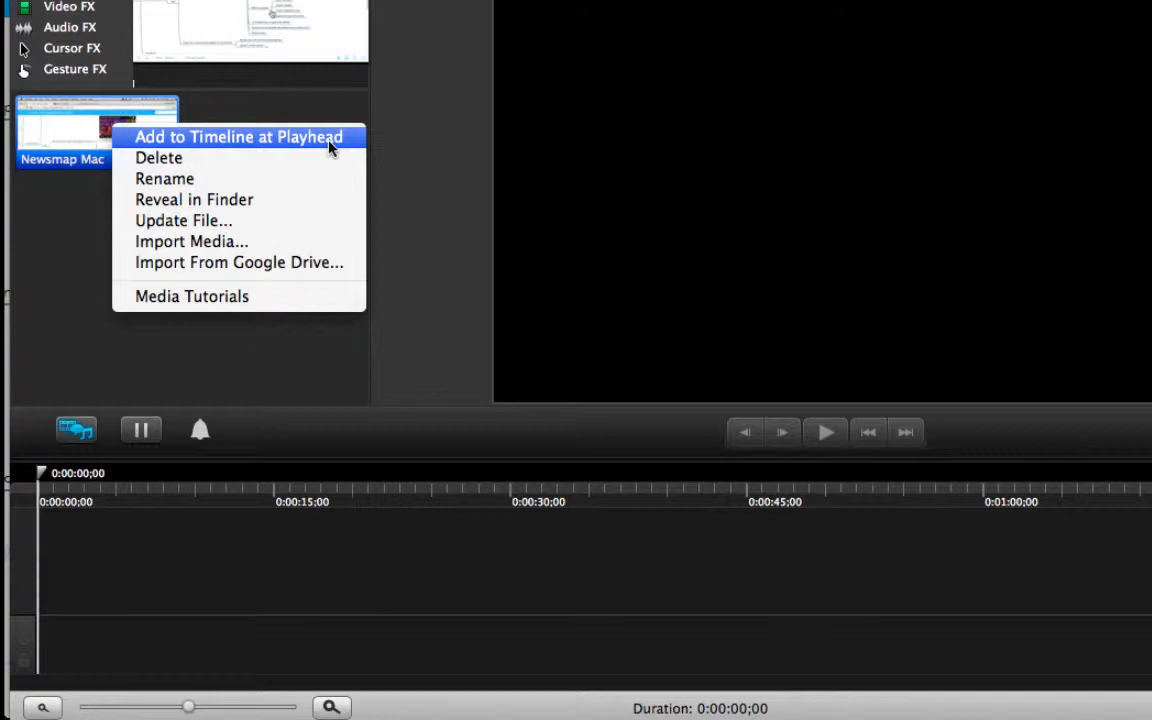 Video FX
Audio FX
Cursor FX
Gesture FX
Newsmap Mac
Add to Timeline at Playhead
Delete
Rename
Reveal in Finder
Update File...
Import Media...
Import From Google Drive...
Media Tutorials
0:00:00;00
0:00:00;00 0:00:15;00 0:00:30;00 0:00:45;00 0:01:00;00
Duration: 0:00:00;00